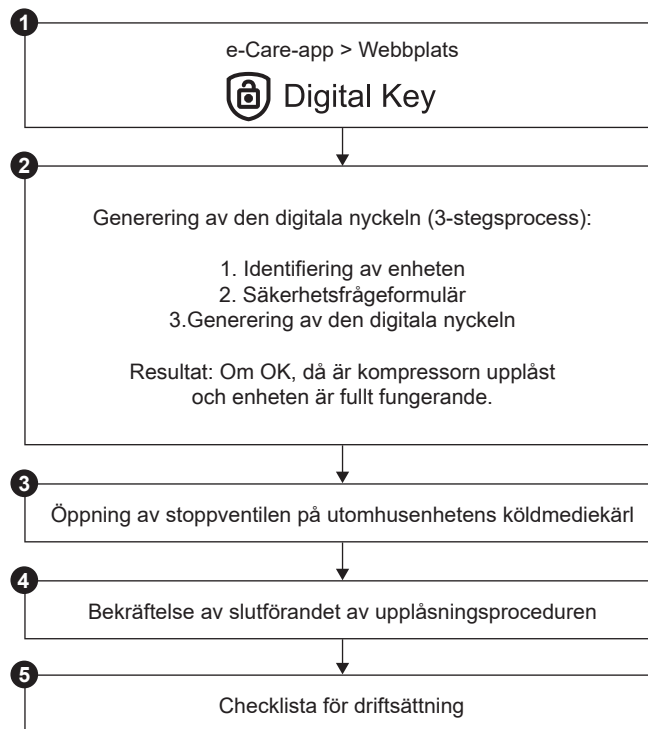 1
e-Care-app > Webbplats
Digital Key
2
Generering av den digitala nyckeln (3-stegsprocess):
1. Identifiering av enheten
2. Säkerhetsfrågeformulär
3.Generering av den digitala nyckeln
Resultat: Om OK, då är kompressorn upplåst
och enheten är fullt fungerande.
3
Öppning av stoppventilen på utomhusenhetens köldmediekärl
4
Bekräftelse av slutförandet av upplåsningsproceduren
5
Checklista för driftsättning